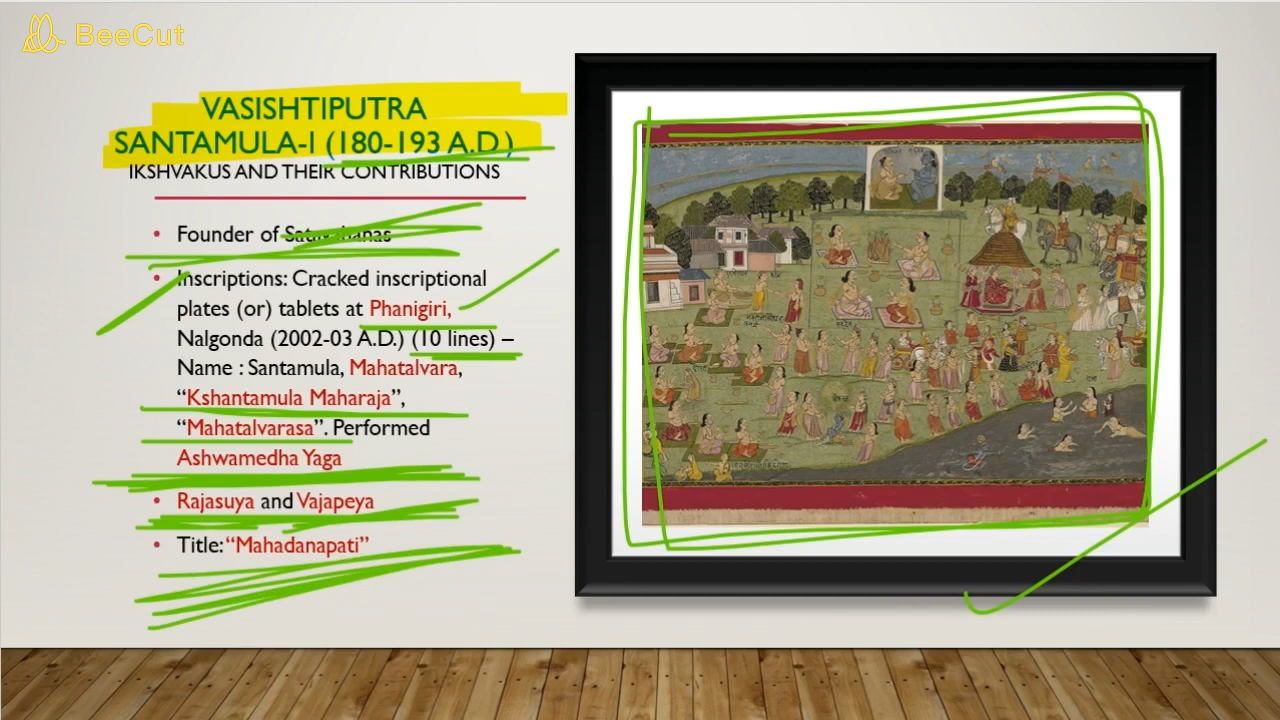 BeeCut
VASISHTIPUTRA
SANTAMULA-I (180-193 A.D.)
IKSHVAKUS AND THEIR CONTRIBUTIONS
• Founder of Satavahanas
• Inscriptions: Cracked inscriptional
plates (or) tablets at Phanigiri,
Nalgonda (2002-03 A.D.) (10 lines) –
Name : Santamula, Mahatalvara,
“Kshantamula Maharaja”,
“Mahatalvarasa”. Performed
Ashwamedha Yaga
• Rajasuya and Vajapeya
• Title: “Mahadanapati”